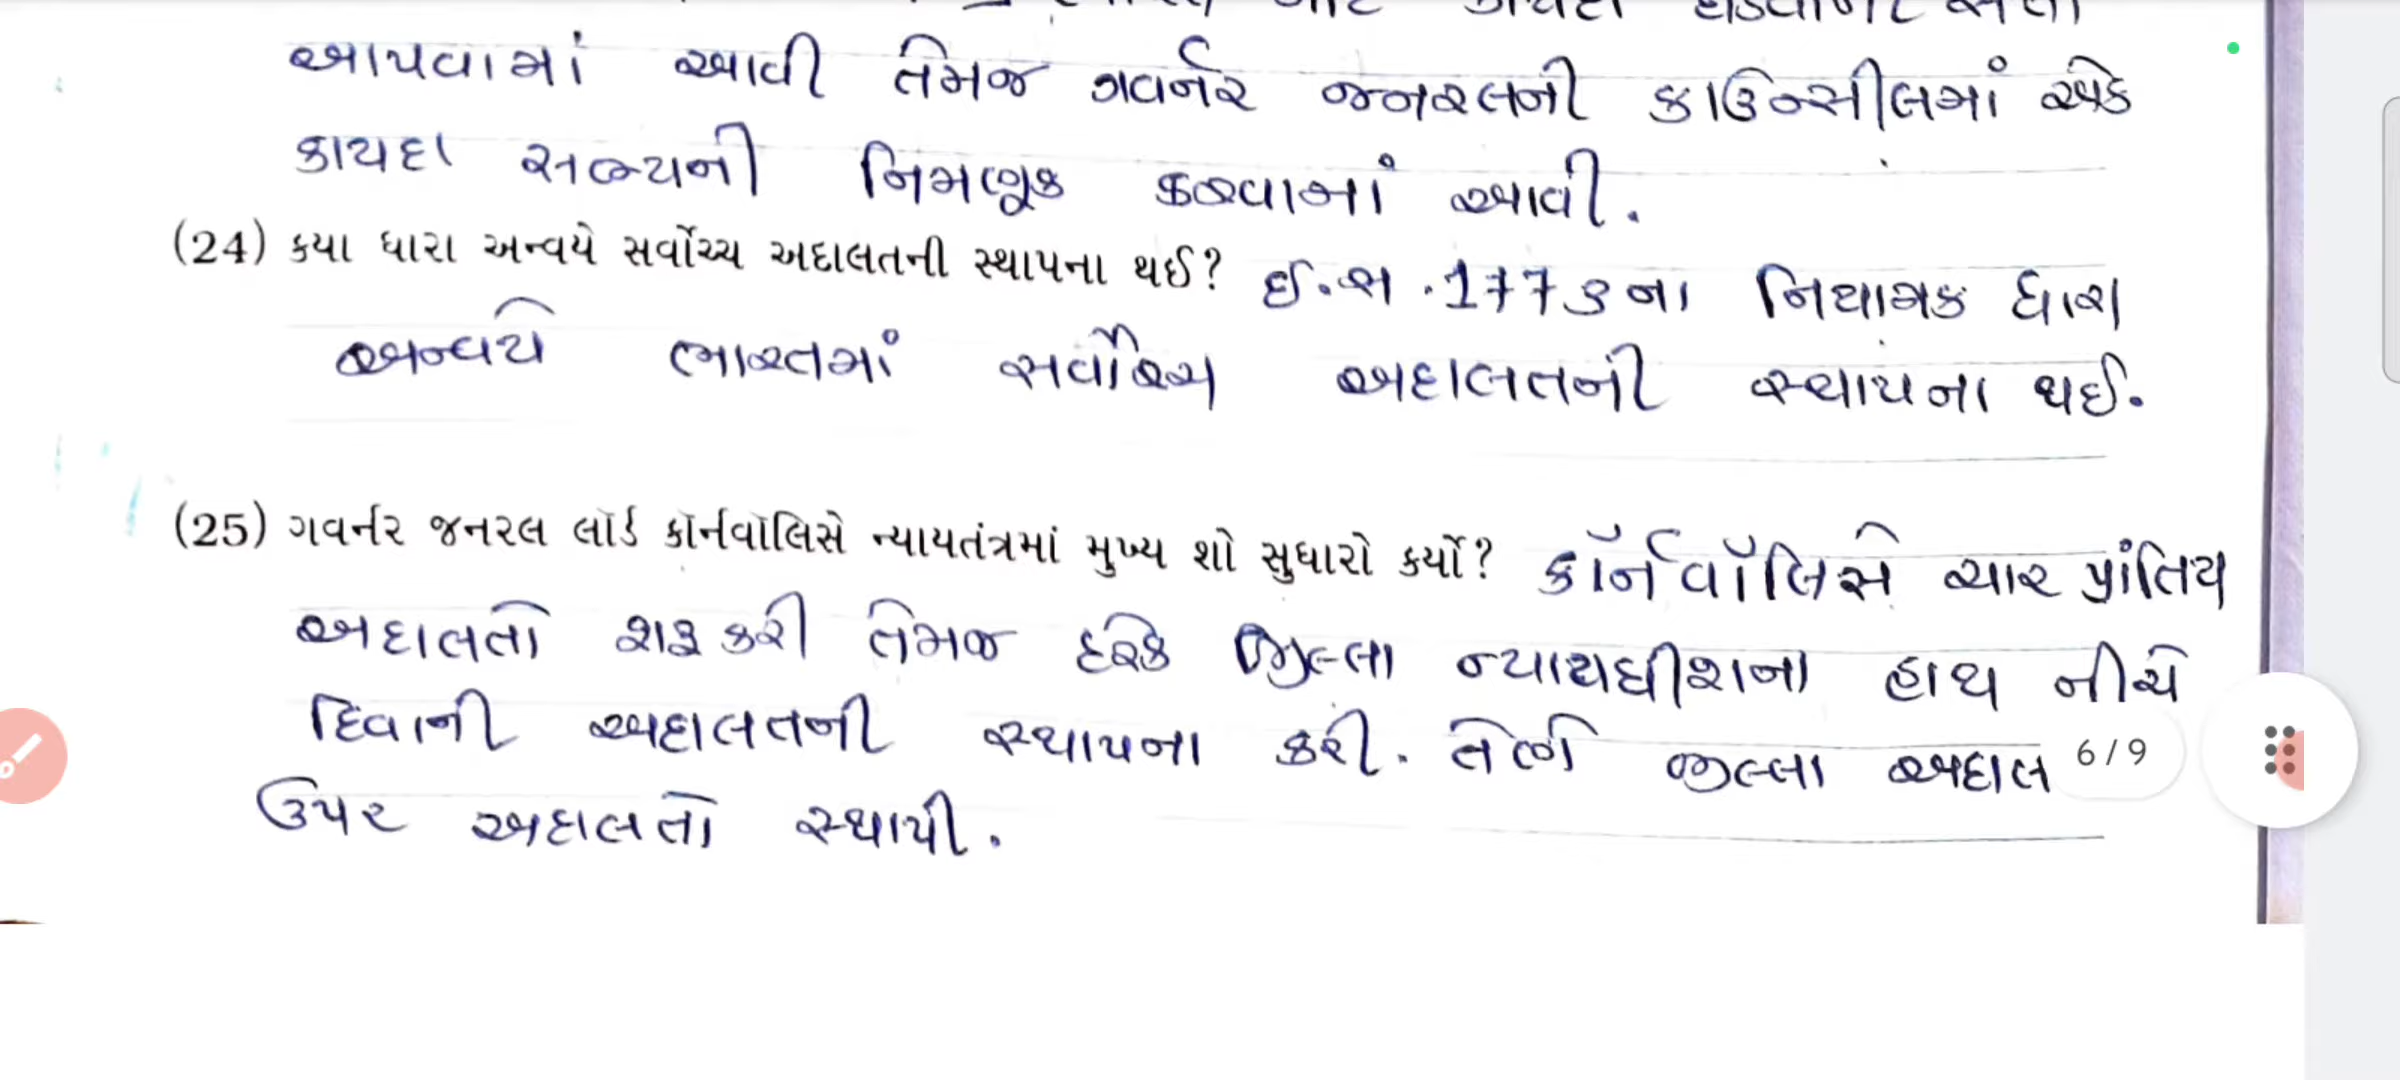 આપવામાં આવી તેમજ ગવર્નર જનરલની કાઉન્સીલમાં એક
કાયદા સભ્યની નિમણૂક કરવામાં આવી.
(24) કયા ધારા અન્વયે સર્વોચ્ચ અદાલતની સ્થાપના થઈ? ઈ.સ.1773ના નિયામક ધારા
અન્વયે ભારતમાં સર્વોચ્ચ અદાલતની સ્થાપના થઈ.
(25) ગવર્નર જનરલ લૉર્ડ કૉર્નવૉલિસે ન્યાયતંત્રમાં મુખ્ય શો સુધારો કર્યો? કૉર્નવૉલિસે ચાર પ્રાંતિય
અદાલતો શરૂ કરી તેમજ દરેક જીલ્લા ન્યાયધીશના હાથ નીચે
દિવાની અદાલતની સ્થાપના કરી. તેણે જીલ્લા અદાલ
ઉપર અદાલતો સ્થાપી.
6/9